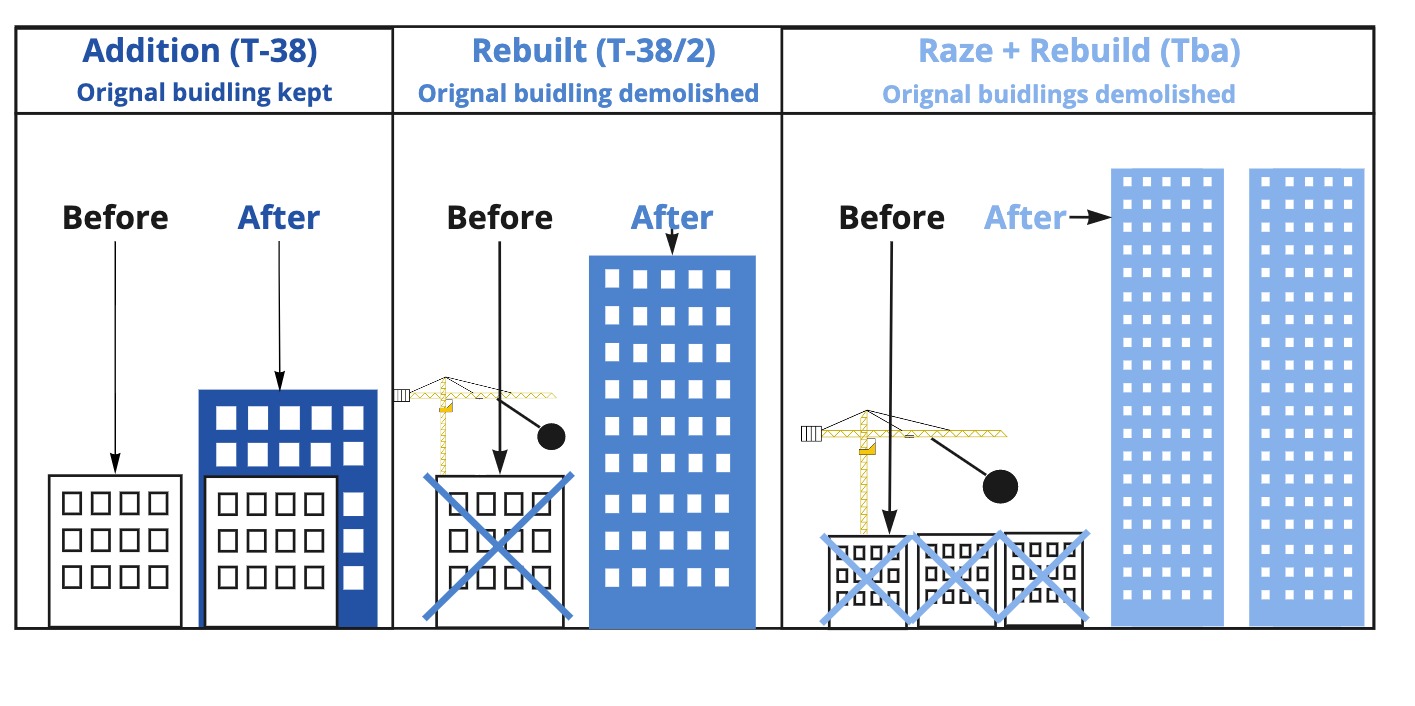 Addition (T-38)
Orignal buidling kept
Rebuilt (T-38/2)
Orignal buidling demolished
Raze + Rebuild (Tba)
Orignal buidlings demolished
Before
After
Before
After
Before
After